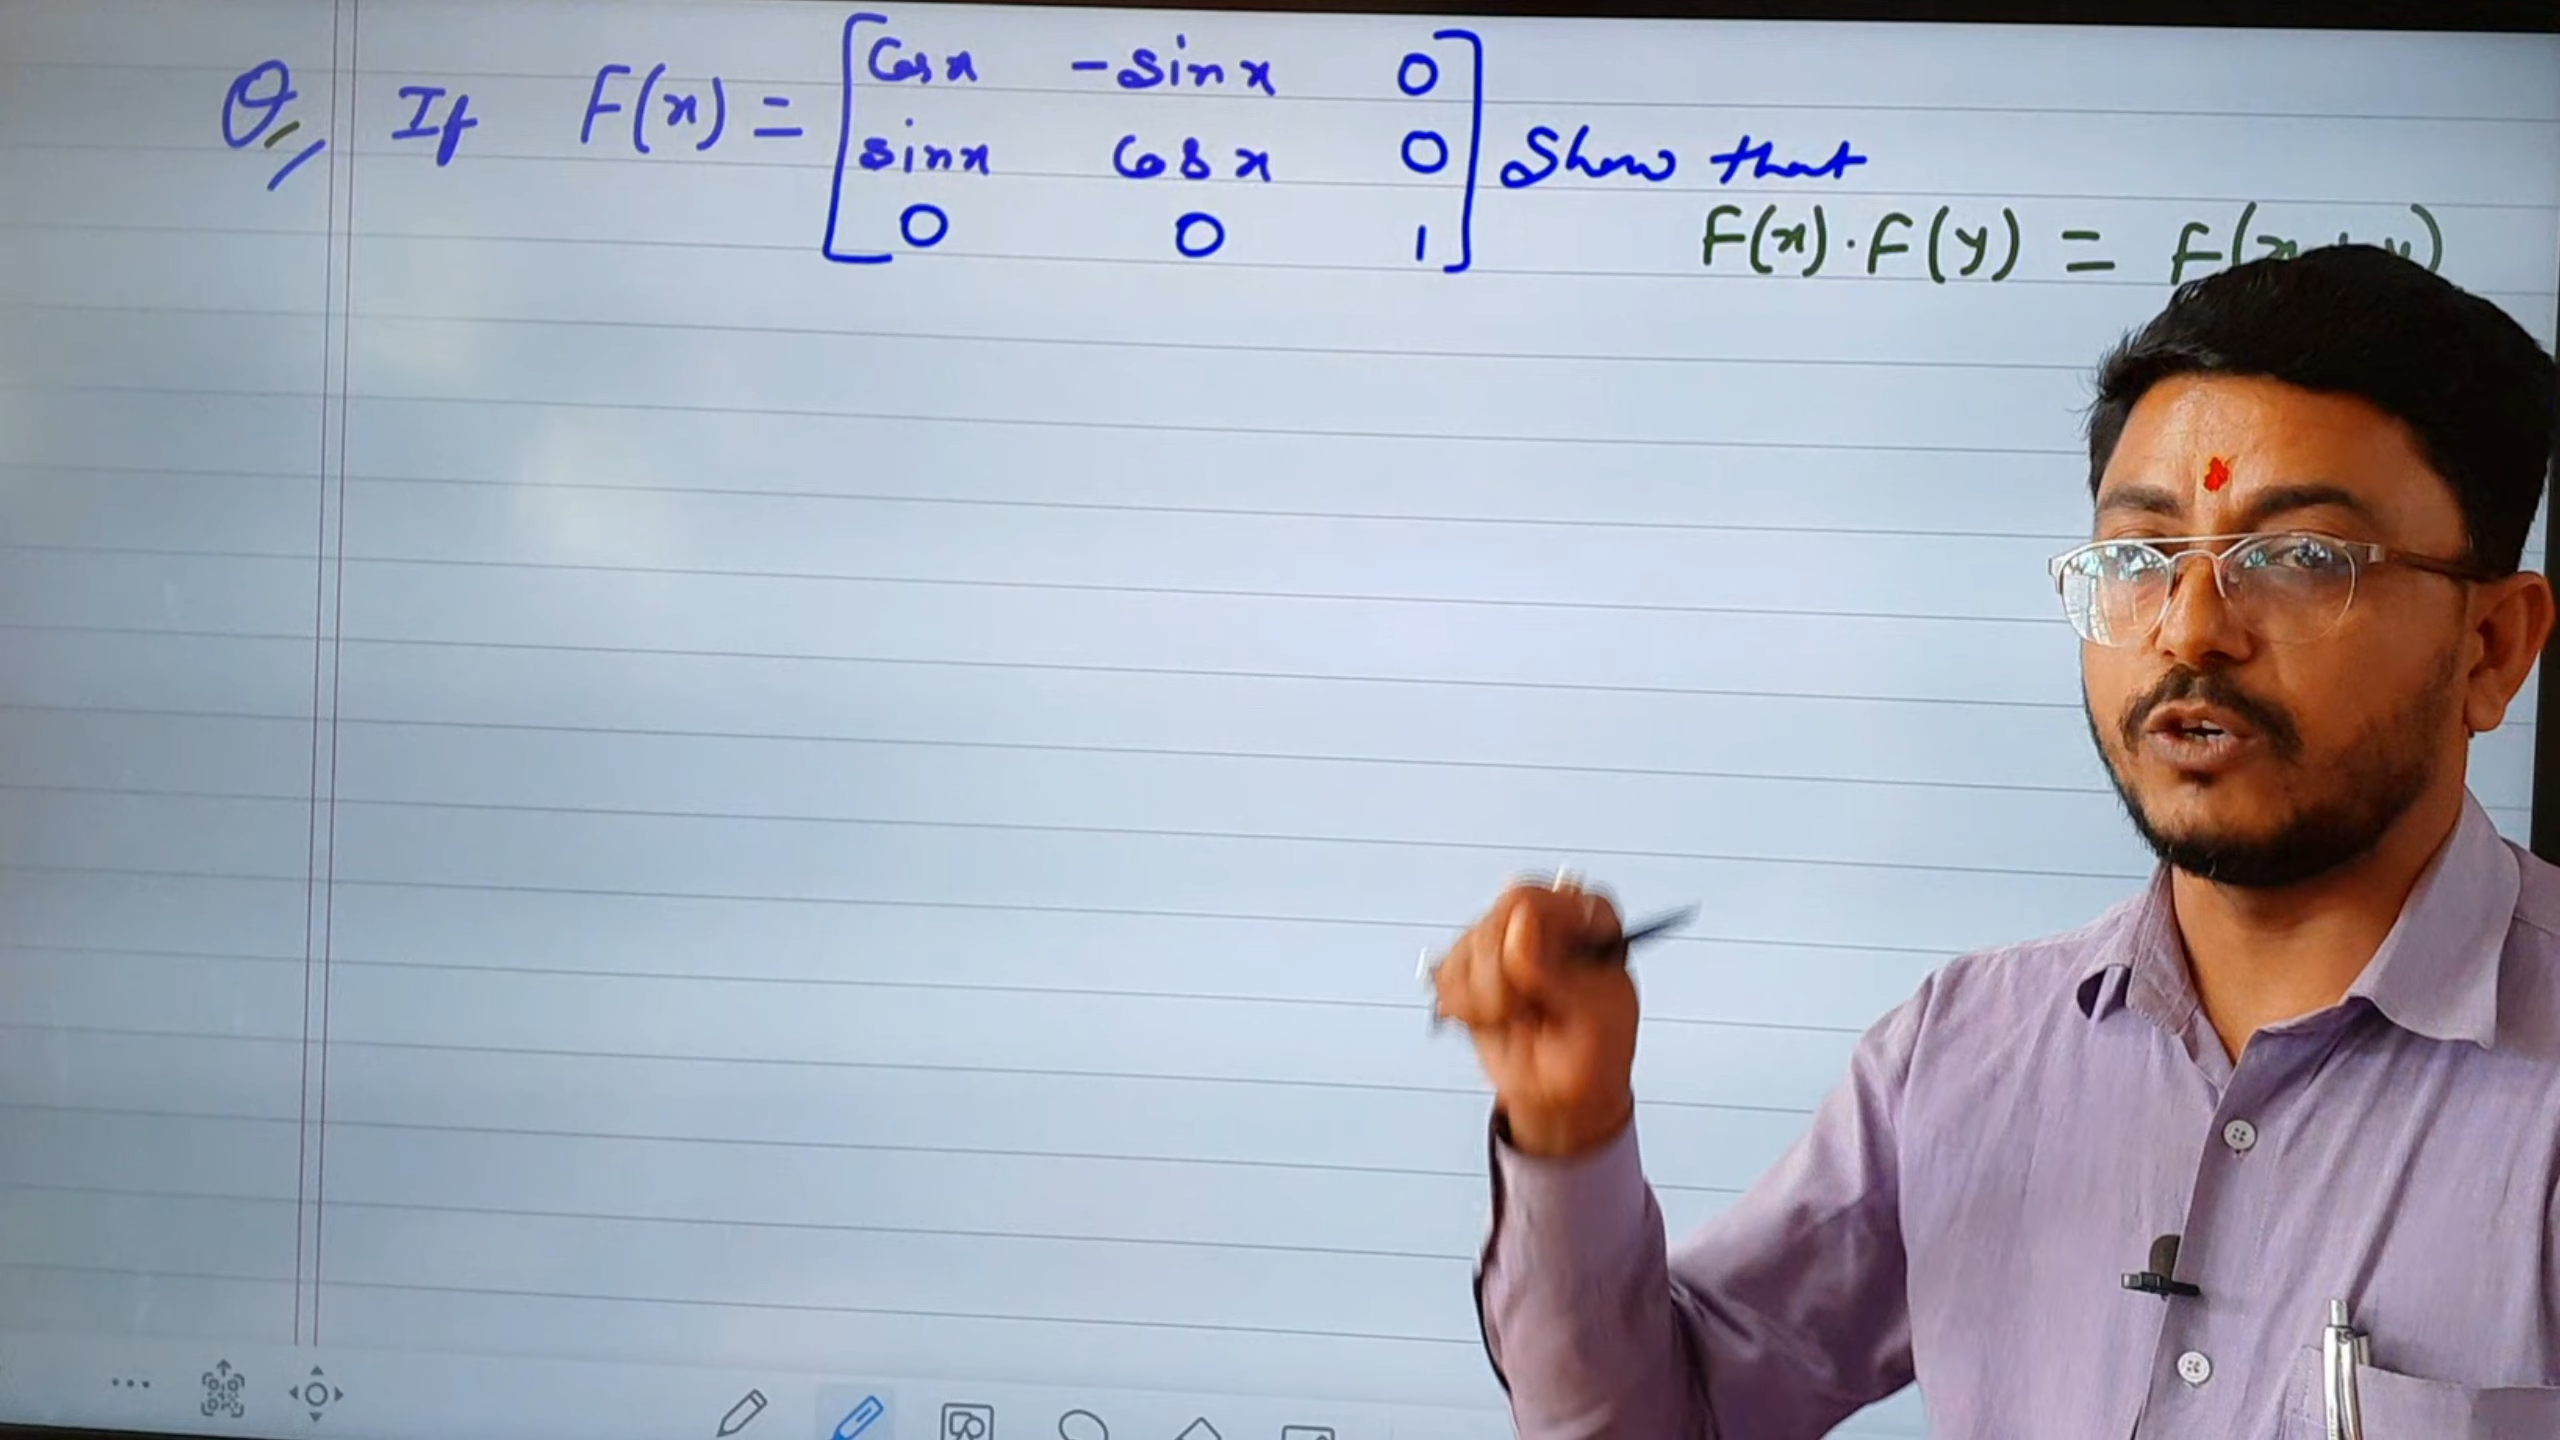 Q, If F(x) = [cos x -sin x 0
sin x cos x 0
0 0 1] Show that
F(x)·F(y) = F(x+y)